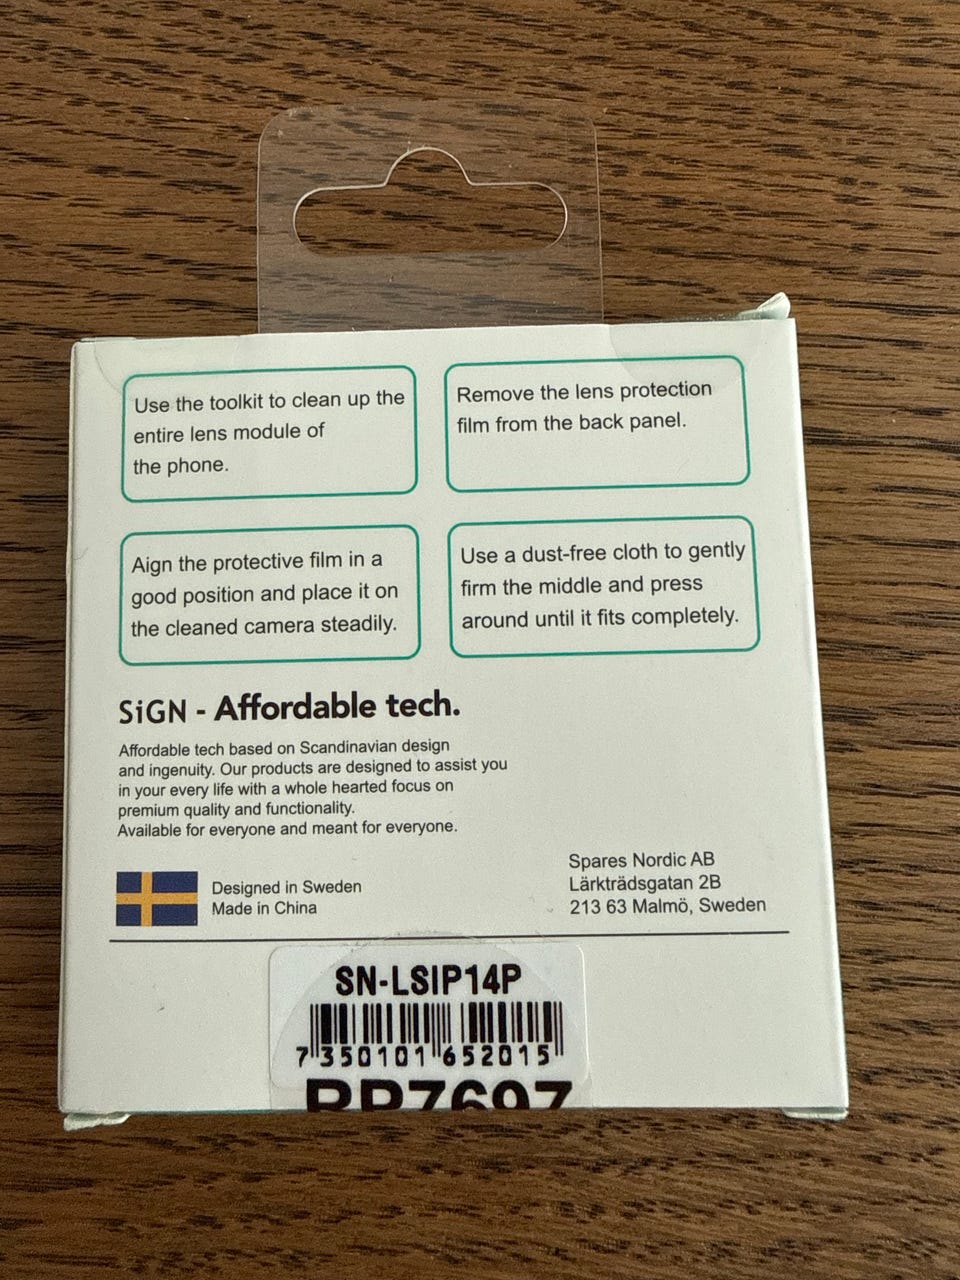 Use the toolkit to clean up the
entire lens module of
the phone.
Remove the lens protection
film from the back panel.
Aign the protective film in a
good position and place it on
the cleaned camera steadily.
Use a dust-free cloth to gently
firm the middle and press
around until it fits completely.
SiGN - Affordable tech.
Affordable tech based on Scandinavian design
and ingenuity. Our products are designed to assist you
in your every life with a whole hearted focus on
premium quality and functionality.
Available for everyone and meant for everyone.
Designed in Sweden
Made in China
Spares Nordic AB
Lärkträdsgatan 2B
213 63 Malmö, Sweden
SN-LSIP14P
7 350101 652015